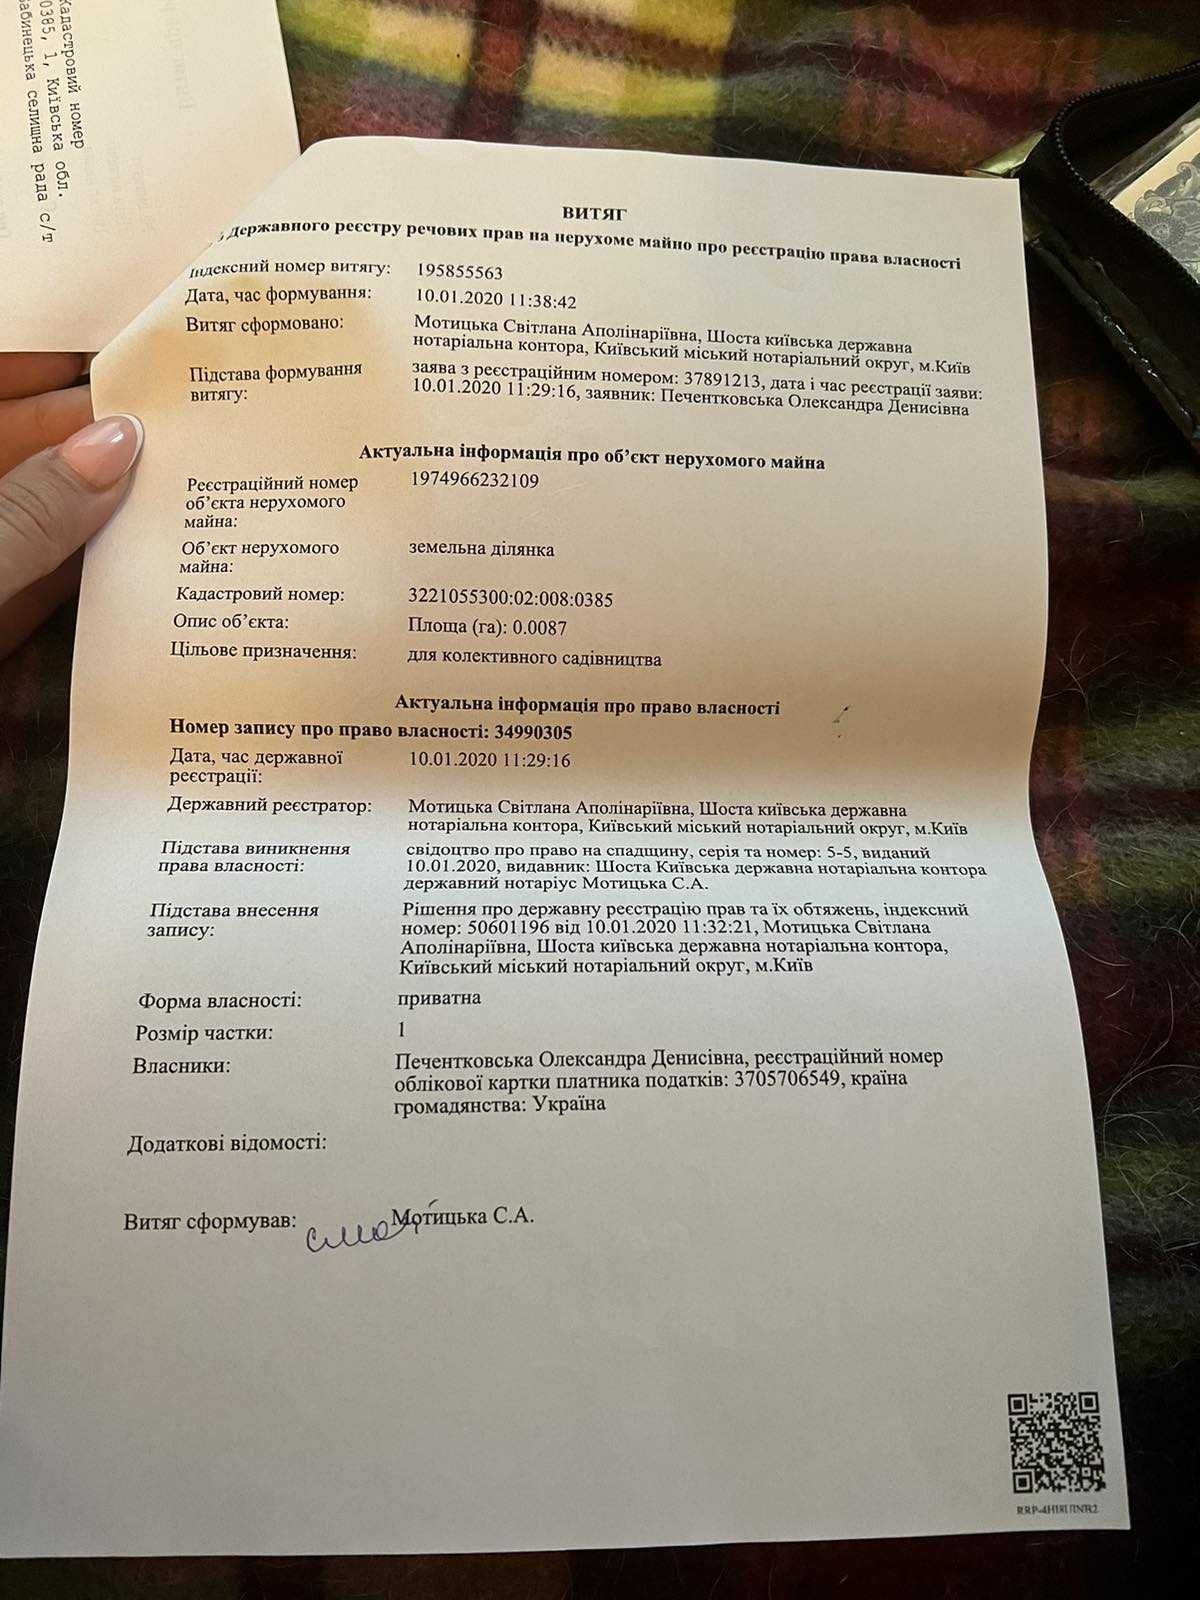 Кадастровий номер
0385, 1, Київська обл.
бабинецька селищна рада с/т
ВИТЯГ
з державного реєстру речових прав на нерухоме майно про реєстрацію права власності
Індексний номер витягу: 195855563
Дата, час формування: 10.01.2020 11:38:42
Витяг сформовано: Мотицька Світлана Аполінаріївна, Шоста київська державна
нотаріальна контора, Київський міський нотаріальний округ, м.Київ
Підстава формування заява з реєстраційним номером: 37891213, дата і час реєстрації заяви:
витягу: 10.01.2020 11:29:16, заявник: Печентковська Олександра Денисівна
Актуальна інформація про об’єкт нерухомого майна
Реєстраційний номер 1974966232109
об’єкта нерухомого
майна:
Об’єкт нерухомого земельна ділянка
майна:
Кадастровий номер: 3221055300:02:008:0385
Опис об’єкта: Площа (га): 0.0087
Цільове призначення: для колективного садівництва
Актуальна інформація про право власності
Номер запису про право власності: 34990305
Дата, час державної 10.01.2020 11:29:16
реєстрації:
Державний реєстратор: Мотицька Світлана Аполінаріївна, Шоста київська державна
нотаріальна контора, Київський міський нотаріальний округ, м.Київ
Підстава виникнення свідоцтво про право на спадщину, серія та номер: 5-5, виданий
права власності: 10.01.2020, видавник: Шоста Київська державна нотаріальна контора
державний нотаріус Мотицька С.А.
Підстава внесення Рішення про державну реєстрацію прав та їх обтяжень, індексний
запису: номер: 50601196 від 10.01.2020 11:32:21, Мотицька Світлана
Аполінаріївна, Шоста київська державна нотаріальна контора,
Київський міський нотаріальний округ, м.Київ
Форма власності: приватна
Розмір частки: 1
Власники: Печентковська Олександра Денисівна, реєстраційний номер
облікової картки платника податків: 3705706549, країна
громадянства: Україна
Додаткові відомості:
Витяг сформував: Мотицька С.А.